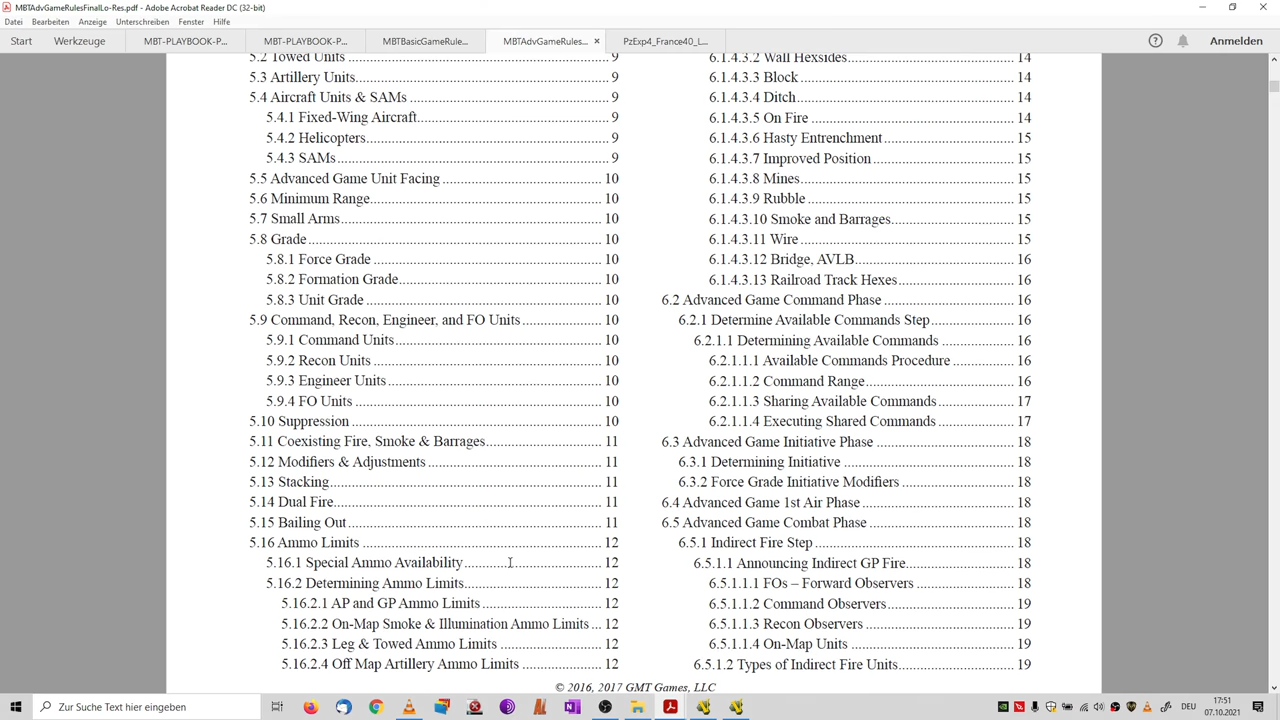 MBTAdvGameRulesFinalLo-Res.pdf - Adobe Acrobat Reader DC (32-bit)
Datei Bearbeiten Anzeige Unterschreiben Fenster Hilfe
Start Werkzeuge MBT-PLAYBOOK-P... MBT-PLAYBOOK-P... MBTBasicGameRule... MBTAdvGameRules... × PzExp4_France40_L... Anmelden
5.2 Towed Units 9
5.3 Artillery Units 9
5.4 Aircraft Units & SAMs 9
5.4.1 Fixed-Wing Aircraft 9
5.4.2 Helicopters 9
5.4.3 SAMs 9
5.5 Advanced Game Unit Facing 10
5.6 Minimum Range 10
5.7 Small Arms 10
5.8 Grade 10
5.8.1 Force Grade 10
5.8.2 Formation Grade 10
5.8.3 Unit Grade 10
5.9 Command, Recon, Engineer, and FO Units 10
5.9.1 Command Units 10
5.9.2 Recon Units 10
5.9.3 Engineer Units 10
5.9.4 FO Units 10
5.10 Suppression 10
5.11 Coexisting Fire, Smoke & Barrages 11
5.12 Modifiers & Adjustments 11
5.13 Stacking 11
5.14 Dual Fire 11
5.15 Bailing Out 11
5.16 Ammo Limits 12
5.16.1 Special Ammo Availability 12
5.16.2 Determining Ammo Limits 12
5.16.2.1 AP and GP Ammo Limits 12
5.16.2.2 On-Map Smoke & Illumination Ammo Limits 12
5.16.2.3 Leg & Towed Ammo Limits 12
5.16.2.4 Off Map Artillery Ammo Limits 12
6.1.4.3.2 Wall Hexsides 14
6.1.4.3.3 Block 14
6.1.4.3.4 Ditch 14
6.1.4.3.5 On Fire 14
6.1.4.3.6 Hasty Entrenchment 15
6.1.4.3.7 Improved Position 15
6.1.4.3.8 Mines 15
6.1.4.3.9 Rubble 15
6.1.4.3.10 Smoke and Barrages 15
6.1.4.3.11 Wire 15
6.1.4.3.12 Bridge, AVLB 16
6.1.4.3.13 Railroad Track Hexes 16
6.2 Advanced Game Command Phase 16
6.2.1 Determine Available Commands Step 16
6.2.1.1 Determining Available Commands 16
6.2.1.1.1 Available Commands Procedure 16
6.2.1.1.2 Command Range 16
6.2.1.1.3 Sharing Available Commands 17
6.2.1.1.4 Executing Shared Commands 17
6.3 Advanced Game Initiative Phase 18
6.3.1 Determining Initiative 18
6.3.2 Force Grade Initiative Modifiers 18
6.4 Advanced Game 1st Air Phase 18
6.5 Advanced Game Combat Phase 18
6.5.1 Indirect Fire Step 18
6.5.1.1 Announcing Indirect GP Fire 18
6.5.1.1.1 FOs – Forward Observers 18
6.5.1.1.2 Command Observers 19
6.5.1.1.3 Recon Observers 19
6.5.1.1.4 On-Map Units 19
6.5.1.2 Types of Indirect Fire Units 19
© 2016, 2017 GMT Games, LLC
Zur Suche Text hier eingeben
DEU
17:51
07.10.2021